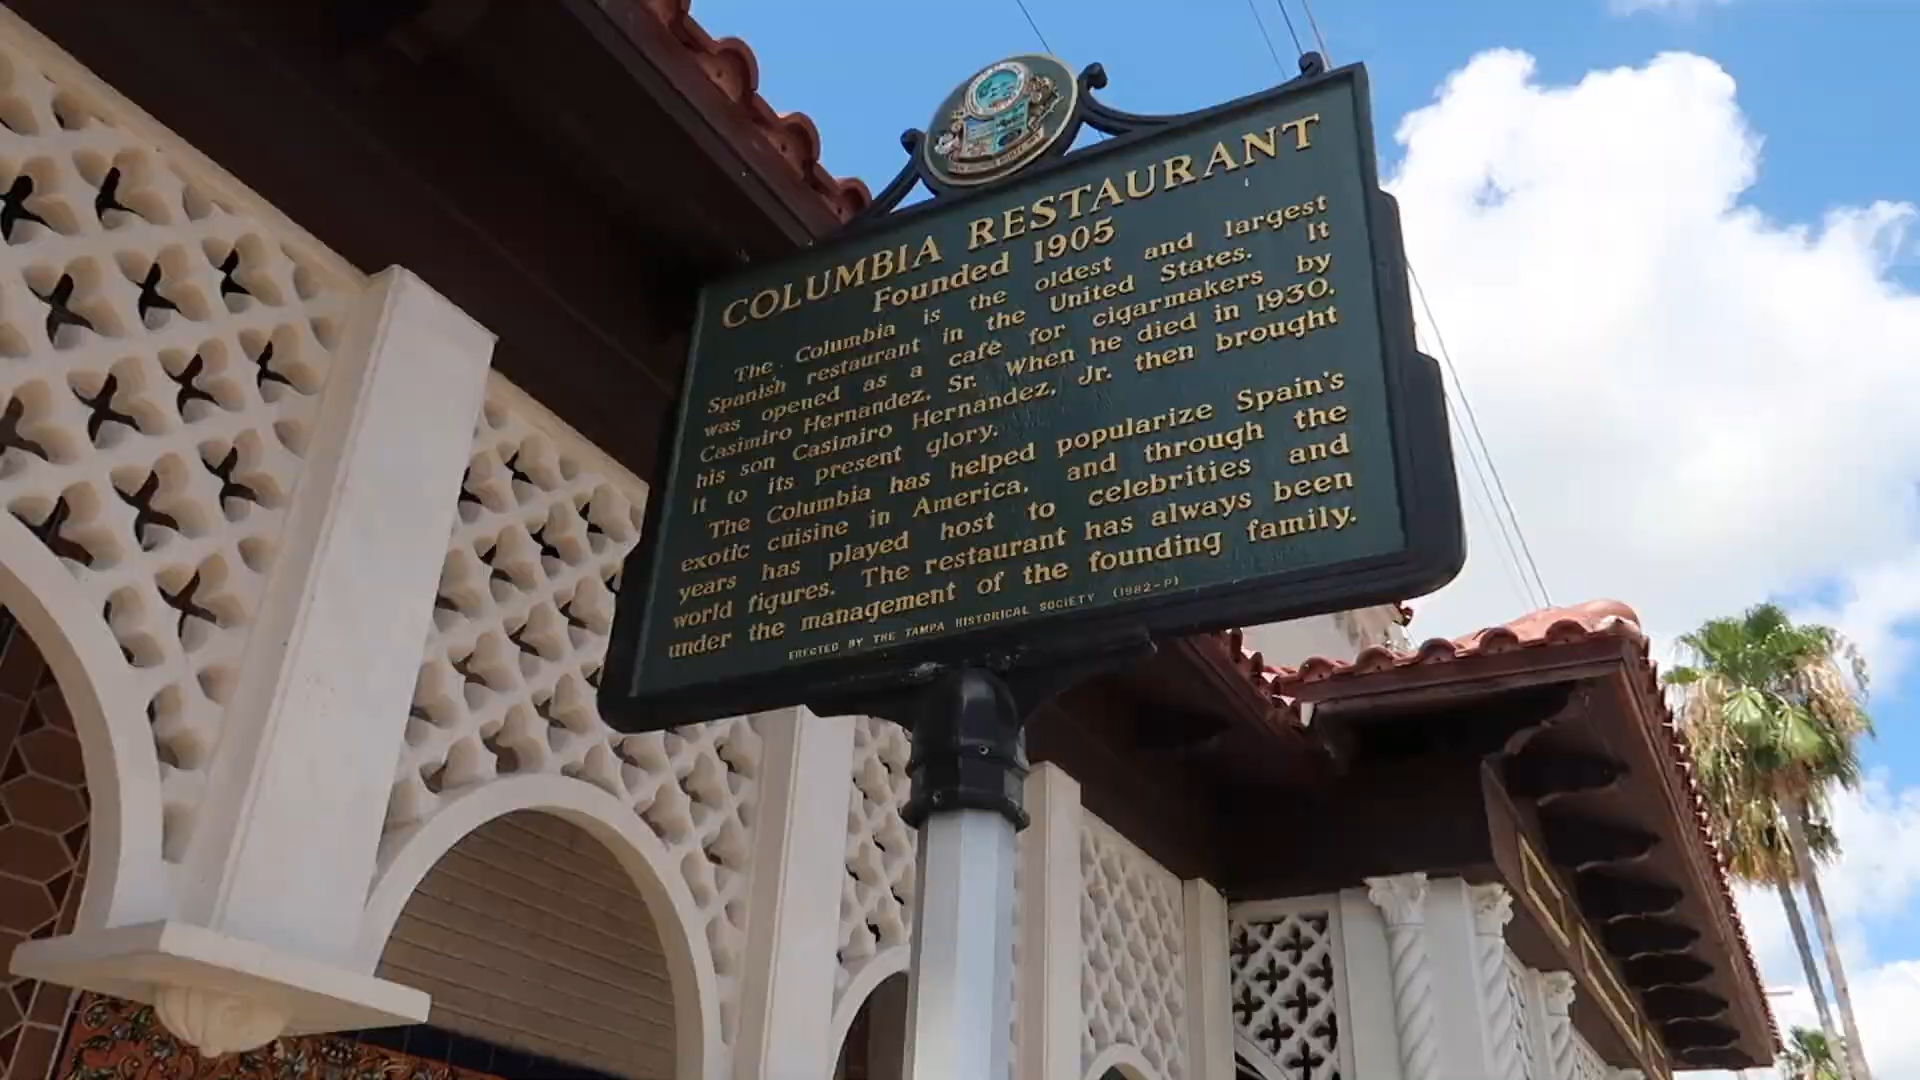 COLUMBIA RESTAURANT
Founded 1905
The Columbia is the oldest and largest
Spanish restaurant in the United States. It
was opened as a cafè for cigarmakers by
Casimiro Hernandez, Sr. When he died in 1930,
his son Casimiro Hernandez, Jr. then brought
it to its present glory.
The Columbia has helped popularize Spain's
exotic cuisine in America, and through the
years has played host to celebrities and
world figures. The restaurant has always been
under the management of the founding family.
ERECTED BY THE TAMPA HISTORICAL SOCIETY (1982-P)